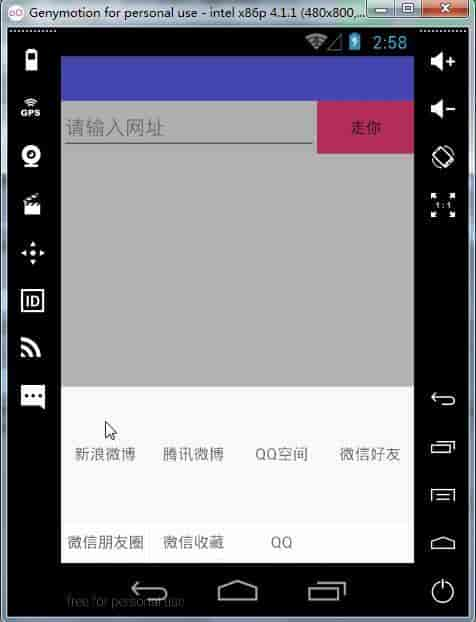 Genymotion for personal use - intel x86p 4.1.1 (480x800,...
2:58
GPS
请输入网址
走你
1:1
ID
新浪微博 腾讯微博 QQ空间 微信好友
微信朋友圈 微信收藏 QQ
free for personal use